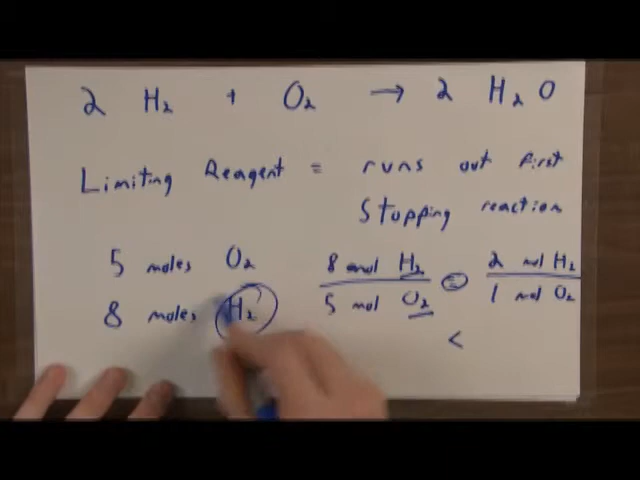 2 H₂ + O₂ → 2 H₂O
Limiting Reagent = runs out first
Stopping reaction
5 moles O₂
8 moles H₂
8 mol H₂ / 5 mol O₂ = 2 mol H₂ / 1 mol O₂
<